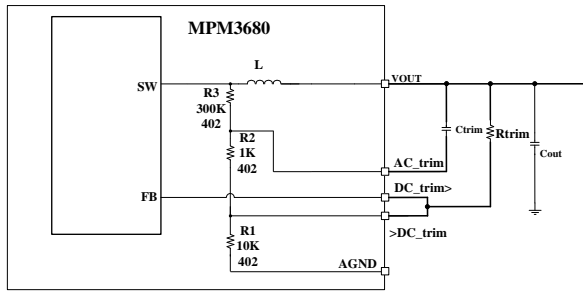 MPM3680
L
SW
VOUT
R3
300K
402
Ctrim
Rtrim
Cout
R2
1K
402
AC_trim
FB
DC_trim>
>DC_trim
R1
10K
402
AGND